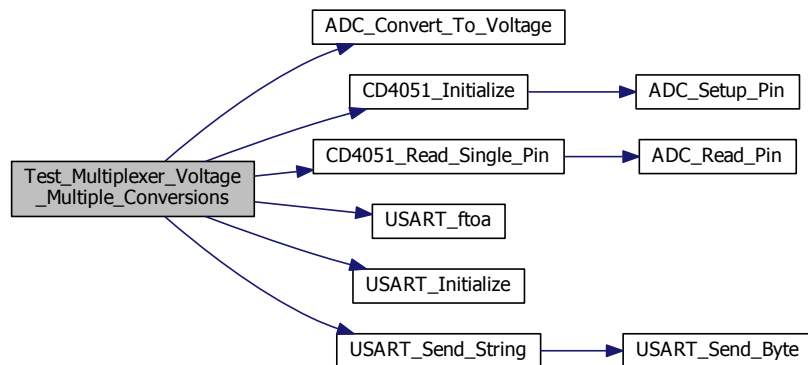 ADC_Convert_To_Voltage
CD4051_Initialize
ADC_Setup_Pin
Test_Multiplexer_Voltage
_Multiple_Conversions
CD4051_Read_Single_Pin
ADC_Read_Pin
USART_ftoa
USART_Initialize
USART_Send_String
USART_Send_Byte